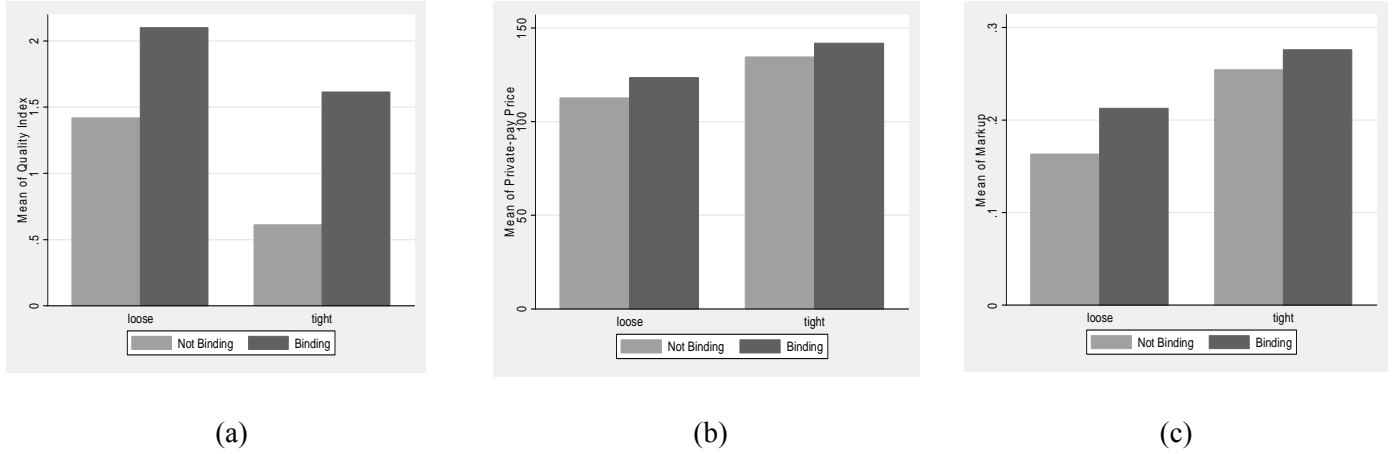 Mean of Quality Index
0
.5
1
1.5
2
loose
tight
Not Binding
Binding
(a)
Mean of Private-pay Price
0
50
100
150
loose
tight
Not Binding
Binding
(b)
Mean of Markup
0
.1
.2
.3
loose
tight
Not Binding
Binding
(c)